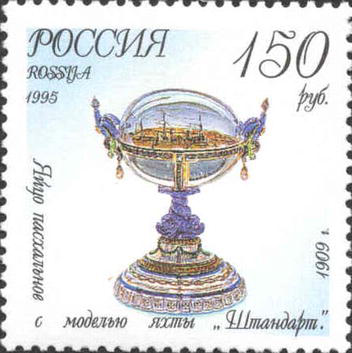 РОССИЯ
ROSSIJA
1995
150
руб.
Яйцо пасхальное
с моделью яхты „Штандарт".
1909 г.